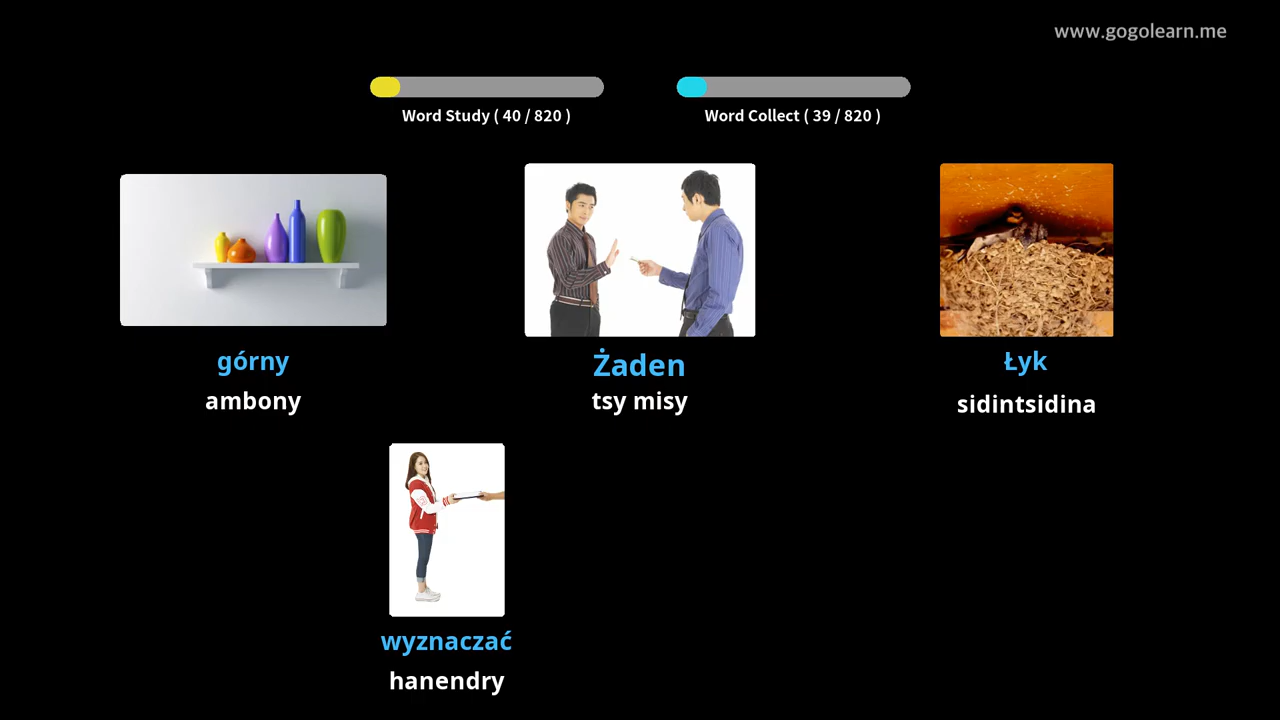 www.gogolearn.me
Word Study ( 40 / 820 )
Word Collect ( 39 / 820 )
górny
ambony
Żaden
tsy misy
Łyk
sidintsidina
wyznaczać
hanendry